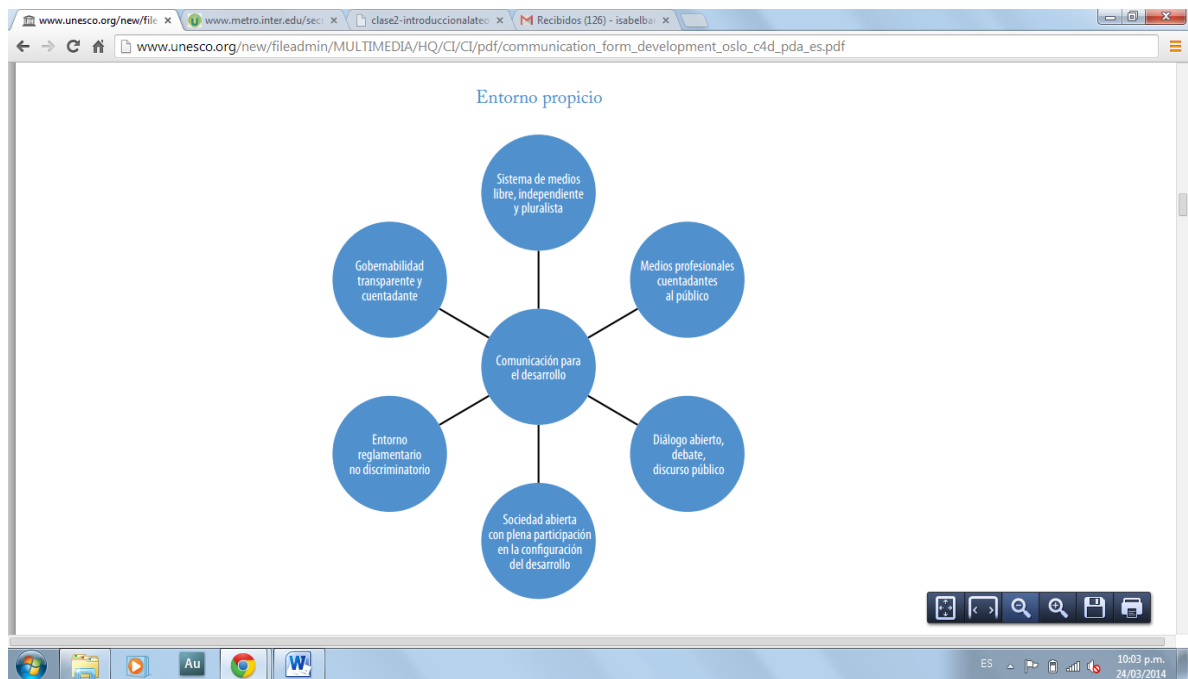 www.unesco.org/new/file
www.metro.inter.edu/sec
clase2-introduccionalateo
Recibidos (126) - isabelba
www.unesco.org/new/fileadmin/MULTIMEDIA/HQ/CI/CI/pdf/communication_form_development_oslo_c4d_pda_es.pdf
Entorno propicio
Sistema de medios
libre, independiente
y pluralista
Gobernabilidad
transparente y
cuentadante
Medios profesionales
cuentadantes
al público
Comunicación para
el desarrollo
Entorno
reglamentario
no discriminatorio
Diálogo abierto,
debate,
discurso público
Sociedad abierta
con plena participación
en la configuración
del desarrollo
Au
W
ES
10:03 p.m.
24/03/2014